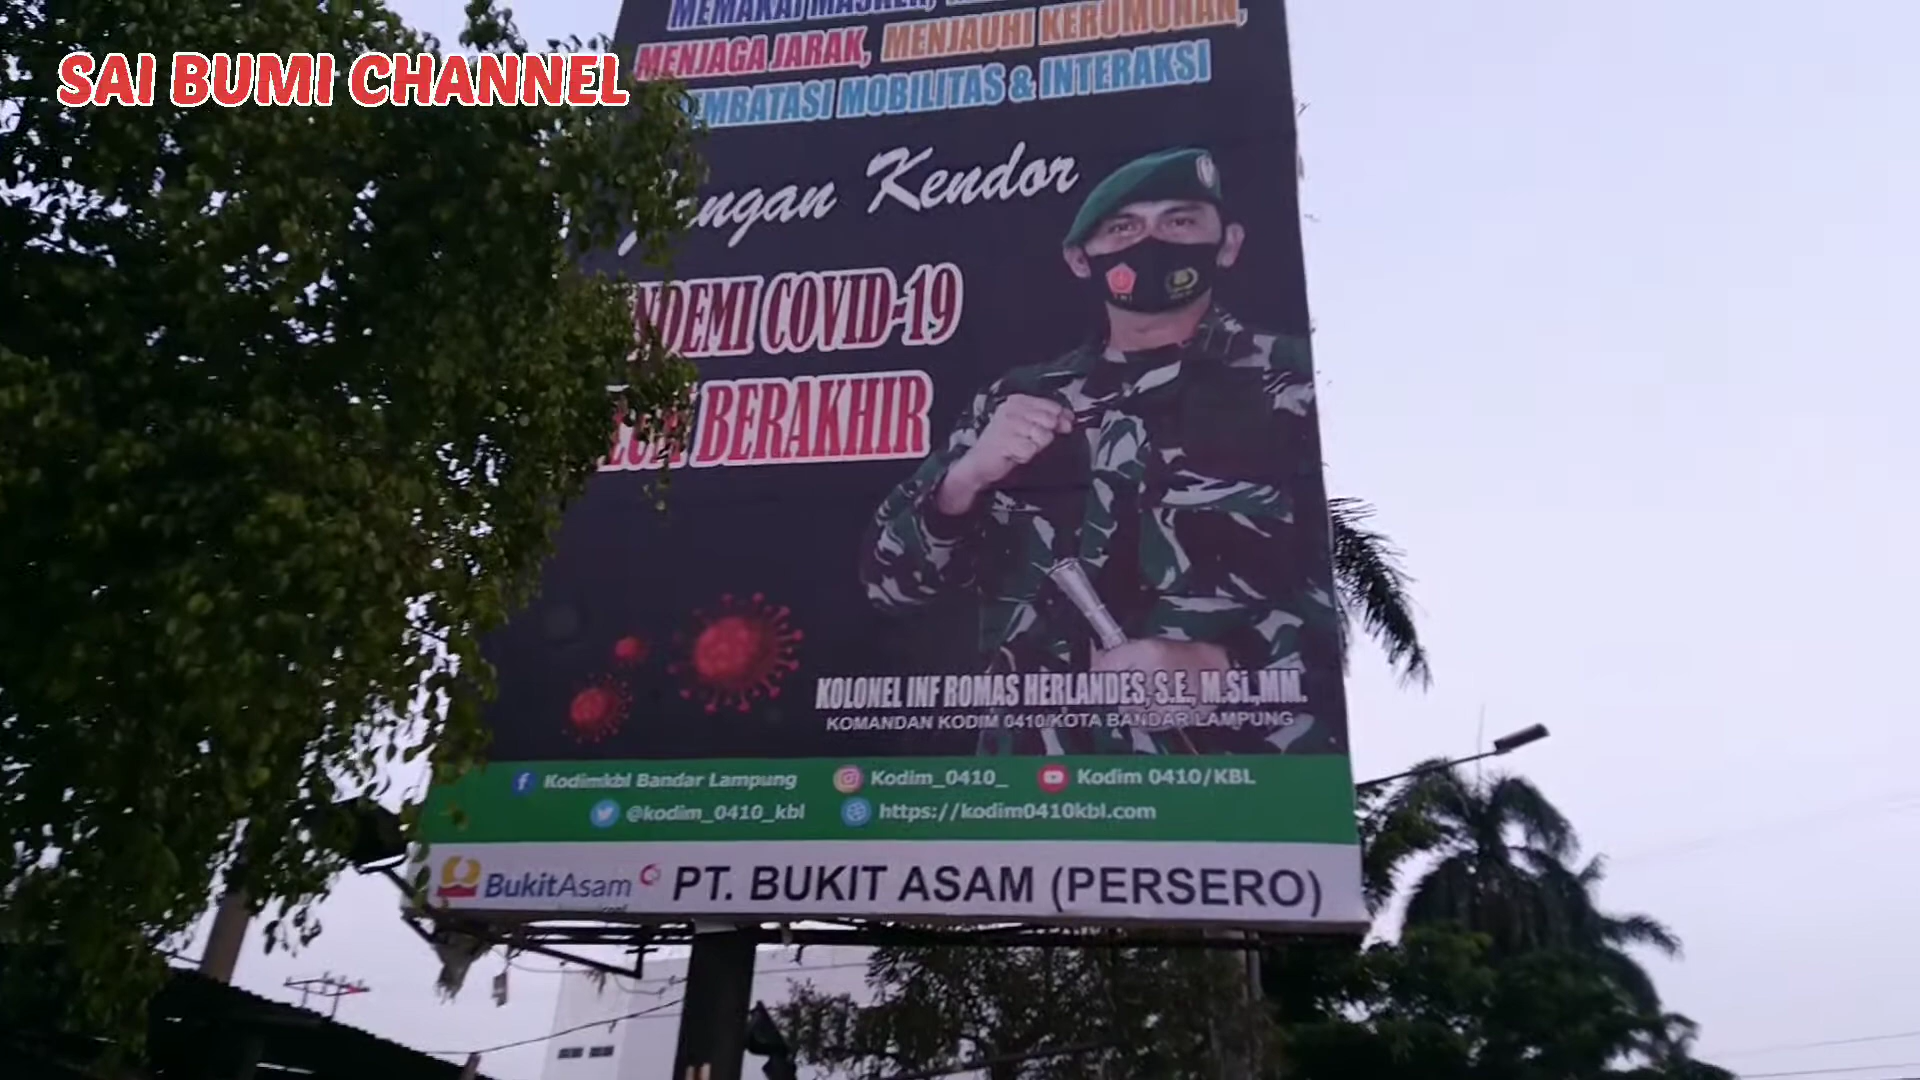 SAI BUMI CHANNEL
MENJAGA JARAK, MENJAUHI KERUMUNAN,
MOBILITAS & INTERAKSI
Kendor
COVID-19
BERAKHIR
KOLONEL INF ROMAS HERLANDES, S.E., M.Si.,MM.
KOMANDAN KODIM 0410/KOTA BANDAR LAMPUNG
Kodimkbl Bandar Lampung Kodim_0410_ Kodim 0410/KBL
@kodim_0410_kbl https://kodim0410kbl.com
BukitAsam PT. BUKIT ASAM (PERSERO)